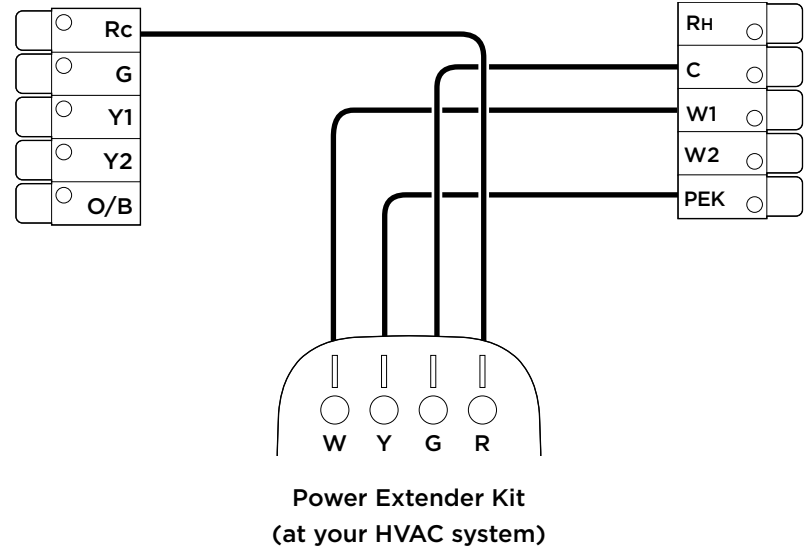 Rc
G
Y1
Y2
O/B
RH
C
W1
W2
PEK
W Y G R
Power Extender Kit
(at your HVAC system)